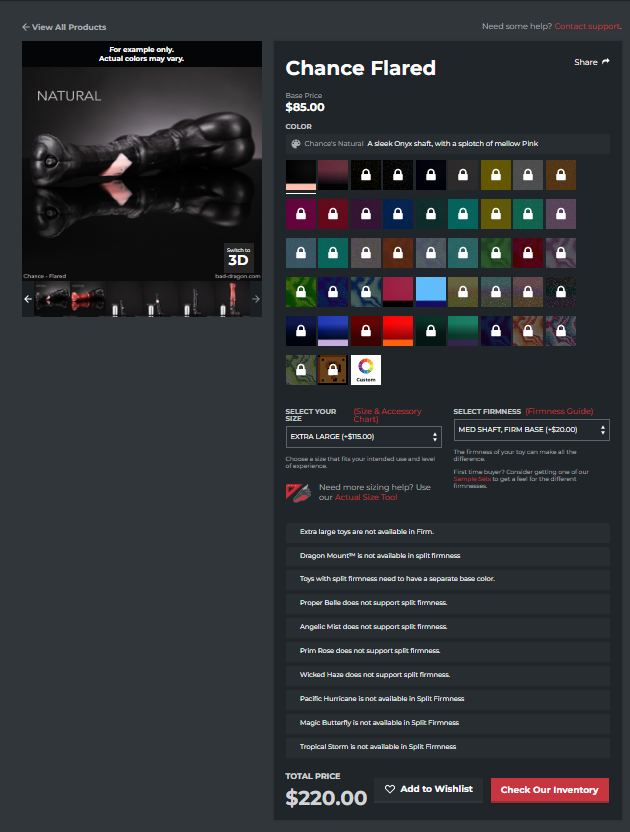 View All Products
Need some help? Contact support.
For example only.
Actual colors may vary.
NATURAL
Switch to
3D
Chance - Flared
bad-dragon.com
Chance Flared
Share
Base Price
$85.00
COLOR
Chance's Natural A sleek Onyx shaft, with a splotch of mellow Pink
Custom
SELECT YOUR SIZE
(Size & Accessory Chart)
EXTRA LARGE (+$115.00)
Choose a size that fits your intended use and level
of experience.
Need more sizing help? Use
our Actual Size Tool
SELECT FIRMNESS (Firmness Guide)
MED SHAFT, FIRM BASE (+$20.00)
The firmness of your toy can make all the
difference.
First time buyer? Consider getting one of our
Sample Sets to get a feel for the different
firmnesses.
Extra large toys are not available in Firm.
Dragon Mount™ is not available in split firmness
Toys with split firmness need to have a separate base color.
Proper Belle does not support split firmness.
Angelic Mist does not support split firmness.
Prim Rose does not support split firmness.
Wicked Haze does not support split firmness.
Pacific Hurricane is not available in Split Firmness
Magic Butterfly is not available in Split Firmness
Tropical Storm is not available in Split Firmness
TOTAL PRICE
$220.00
Add to Wishlist
Check Our Inventory